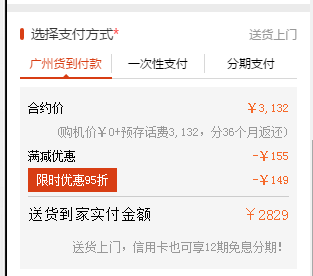 选择支付方式* 送货上门
广州货到付款 一次性支付 分期支付
合约价 ￥3,132
(购机价￥0+预存话费3,132，分36个月返还)
满减优惠 -￥155
限时优惠95折 -￥149
送货到家实付金额 ￥2829
送货上门，信用卡也可享12期免息分期！